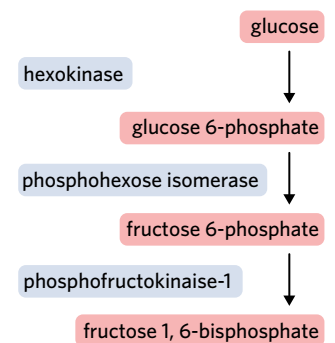 glucose
hexokinase
glucose 6-phosphate
phosphohexose isomerase
fructose 6-phosphate
phosphofructokinaise-1
fructose 1, 6-bisphosphate